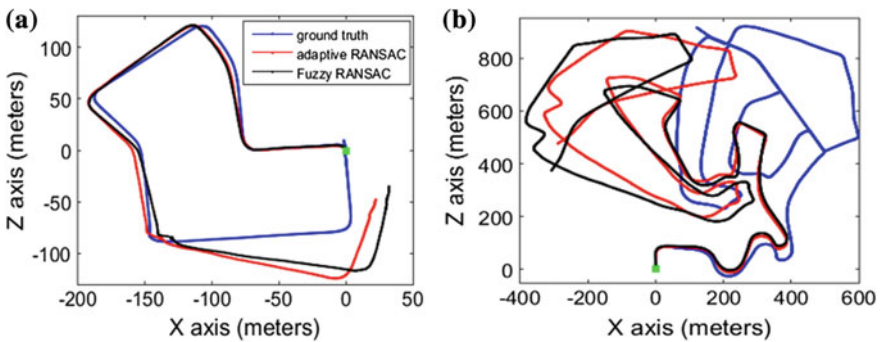 (a)
100
50
0
-50
-100
Z axis (meters)
-200
-150
-100
-50
0
50
X axis (meters)
ground truth
adaptive RANSAC
Fuzzy RANSAC
(b)
800
600
400
200
0
Z axis (meters)
-400
-200
0
200
400
600
X axis (meters)